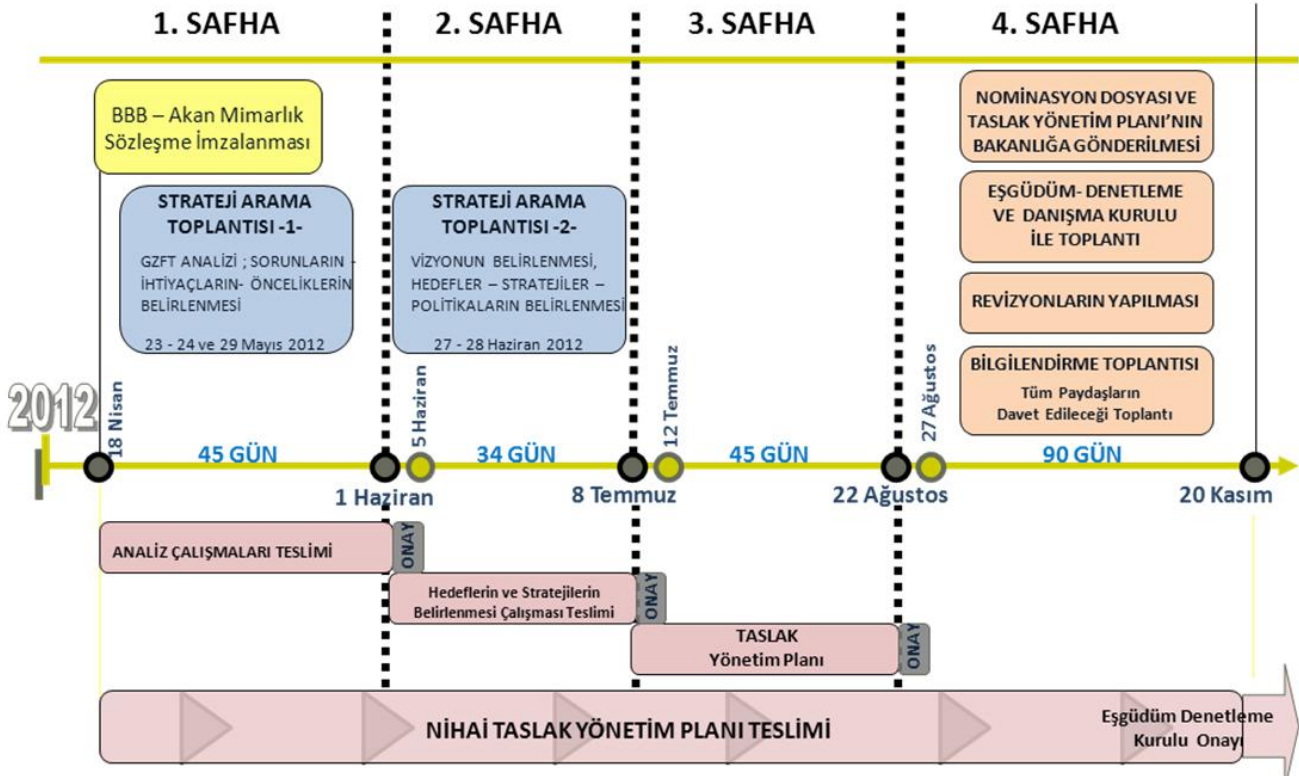 1. SAFHA
2. SAFHA
3. SAFHA
4. SAFHA
BBB – Akan Mimarlık
Sözleşme İmzalanması
STRATEJİ ARAMA
TOPLANTISI -1-
GZFT ANALİZİ ; SORUNLARIN -
İHTİYAÇLARIN- ÖNCELİKLERİN
BELİRLENMESİ
23 - 24 ve 29 Mayıs 2012
STRATEJİ ARAMA
TOPLANTISI -2-
VİZYONUN BELİRLENMESİ,
HEDEFLER – STRATEJİLER –
POLİTİKALARIN BELİRLENMESİ
27 - 28 Haziran 2012
NOMİNASYON DOSYASI VE
TASLAK YÖNETİM PLANI’NIN
BAKANLIĞA GÖNDERİLMESİ
EŞGÜDÜM- DENETLEME
VE DANIŞMA KURULU
İLE TOPLANTI
REVİZYONLARIN YAPILMASI
BİLGİLENDİRME TOPLANTISI
Tüm Paydaşların
Davet Edileceği Toplantı
2012
18 Nisan
45 GÜN
5 Haziran
34 GÜN
12 Temmuz
45 GÜN
27 Ağustos
90 GÜN
1 Haziran
8 Temmuz
22 Ağustos
20 Kasım
ANALİZ ÇALIŞMALARI TESLİMİ
ONAY
Hedeflerin ve Stratejilerin
Belirlenmesi Çalışması Teslimi
ONAY
TASLAK
Yönetim Planı
ONAY
NİHAİ TASLAK YÖNETİM PLANI TESLİMİ
Eşgüdüm Denetleme
Kurulu Onayı